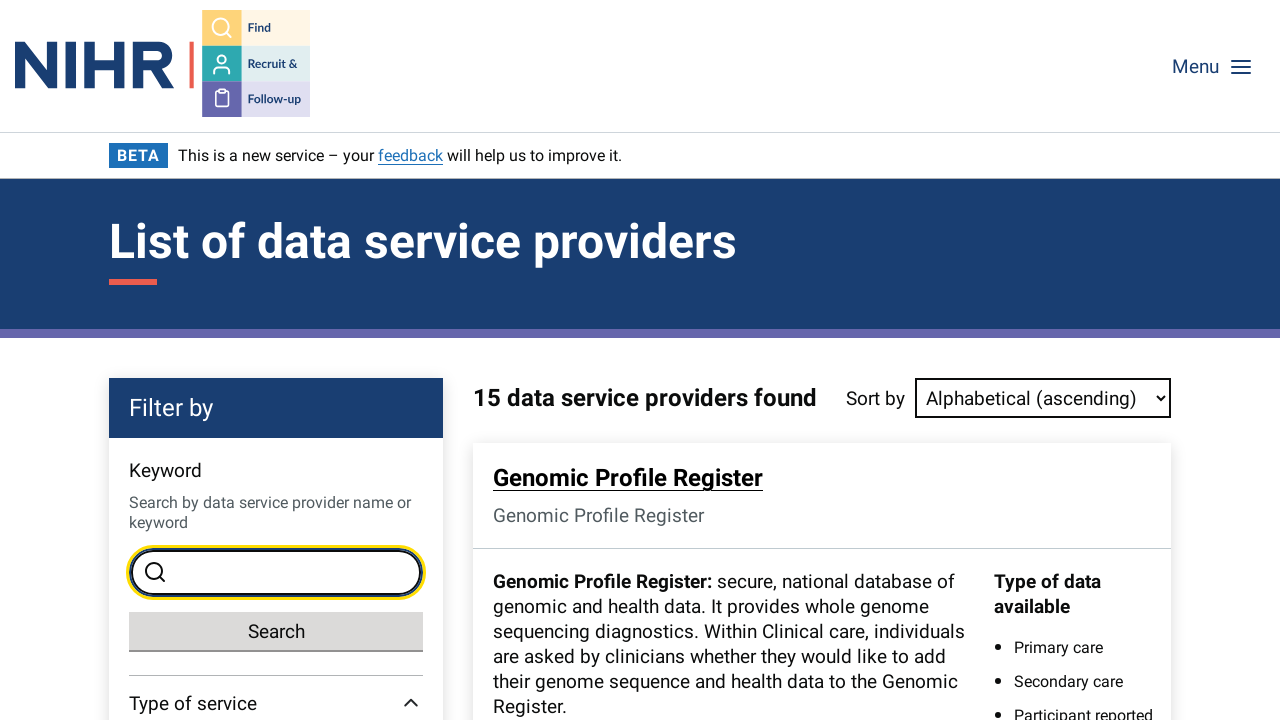 NIHR
Find
Recruit &
Follow-up
Menu
BETA This is a new service – your feedback will help us to improve it.
List of data service providers
Filter by
Keyword
Search by data service provider name or
keyword
Search
Type of service
15 data service providers found
Sort by Alphabetical (ascending)
Genomic Profile Register
Genomic Profile Register
Genomic Profile Register: secure, national database of
genomic and health data. It provides whole genome
sequencing diagnostics. Within Clinical care, individuals
are asked by clinicians whether they would like to add
their genome sequence and health data to the Genomic
Register.
Type of data
available
Primary care
Secondary care
Participant reported